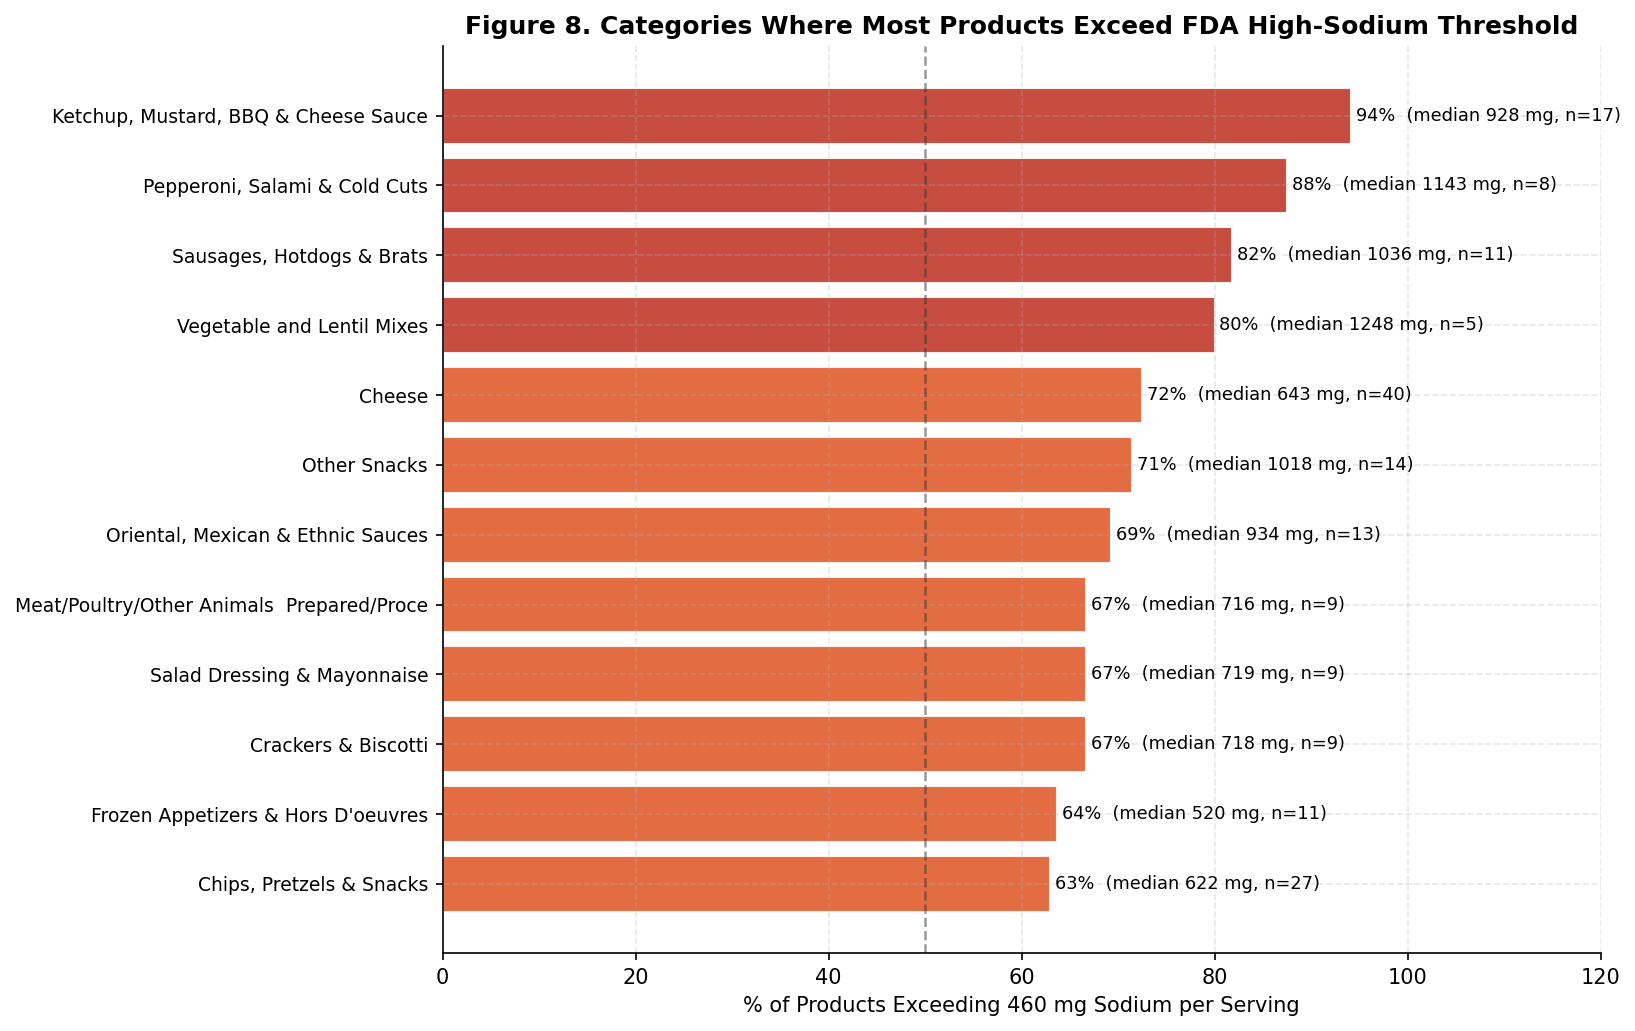 Figure 8. Categories Where Most Products Exceed FDA High-Sodium Threshold
Ketchup, Mustard, BBQ & Cheese Sauce 94% (median 928 mg, n=17)
Pepperoni, Salami & Cold Cuts 88% (median 1143 mg, n=8)
Sausages, Hotdogs & Brats 82% (median 1036 mg, n=11)
Vegetable and Lentil Mixes 80% (median 1248 mg, n=5)
Cheese 72% (median 643 mg, n=40)
Other Snacks 71% (median 1018 mg, n=14)
Oriental, Mexican & Ethnic Sauces 69% (median 934 mg, n=13)
Meat/Poultry/Other Animals  Prepared/Proce 67% (median 716 mg, n=9)
Salad Dressing & Mayonnaise 67% (median 719 mg, n=9)
Crackers & Biscotti 67% (median 718 mg, n=9)
Frozen Appetizers & Hors D'oeuvres 64% (median 520 mg, n=11)
Chips, Pretzels & Snacks 63% (median 622 mg, n=27)
0 20 40 60 80 100 120
% of Products Exceeding 460 mg Sodium per Serving